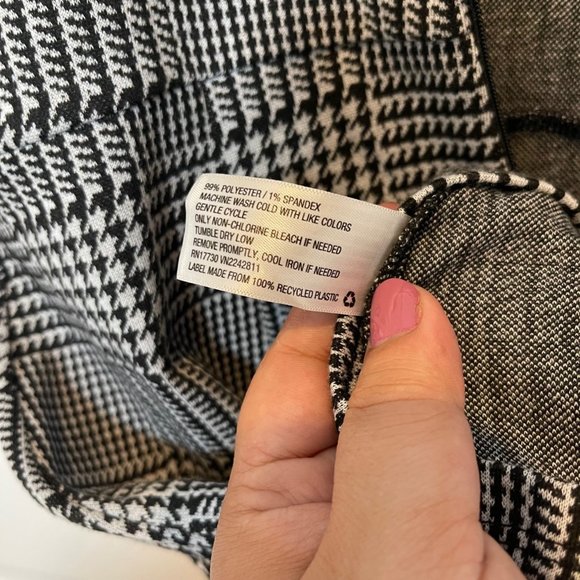 99% POLYESTER / 1% SPANDEX
MACHINE WASH COLD WITH LIKE COLORS
GENTLE CYCLE
ONLY NON-CHLORINE BLEACH IF NEEDED
TUMBLE DRY LOW
REMOVE PROMPTLY, COOL IRON IF NEEDED
RN17730 VN2242811
LABEL MADE FROM 100% RECYCLED PLASTIC